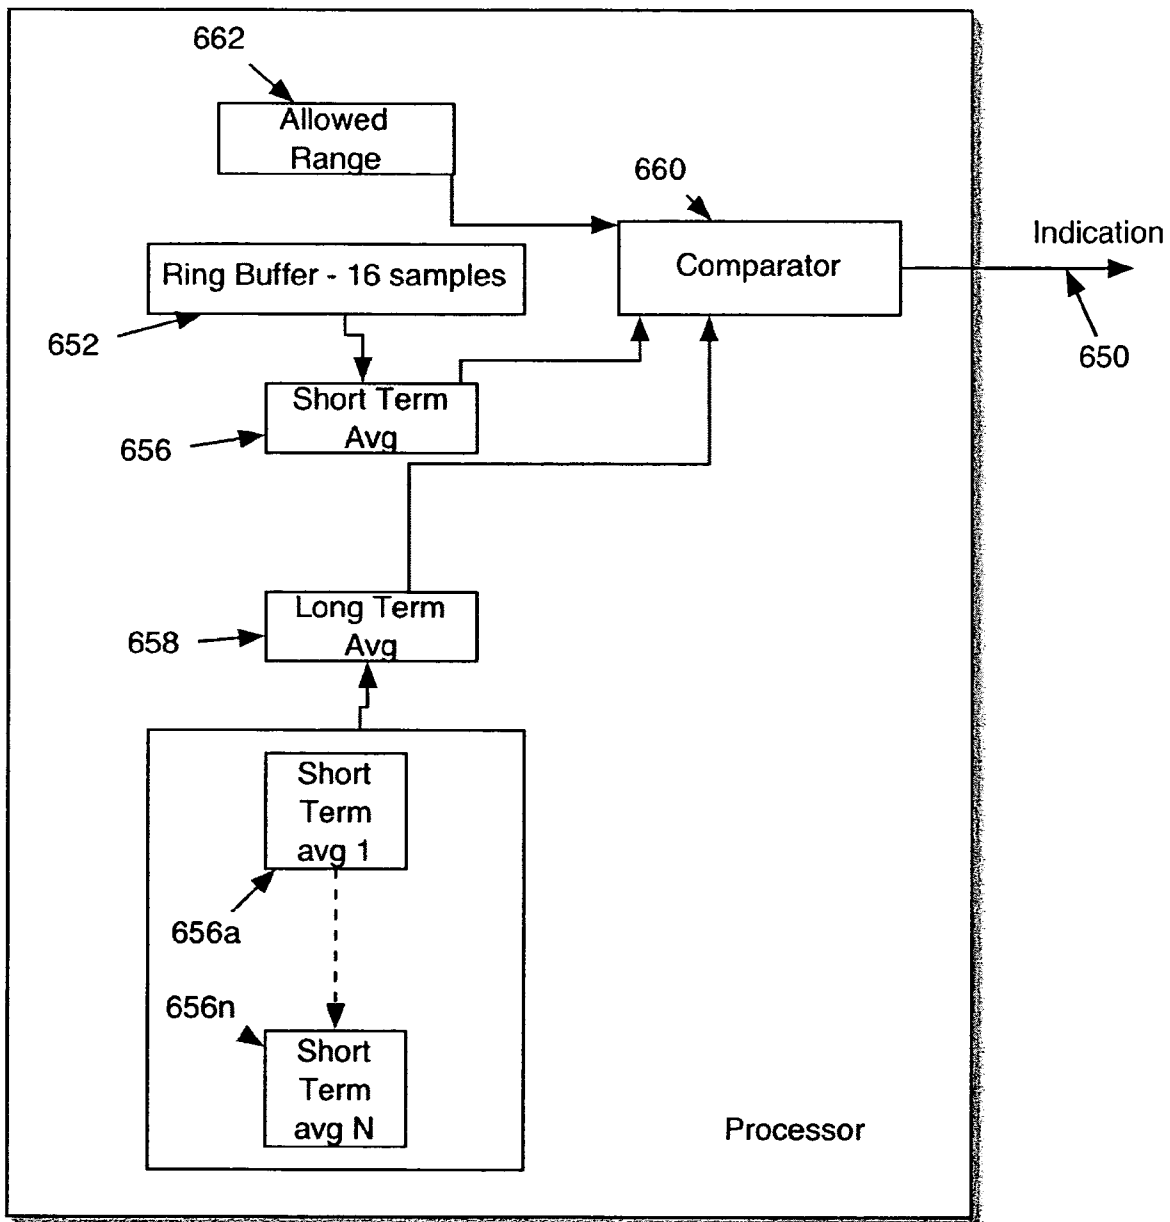 662
Allowed
Range
660
Comparator
Indication
650
Ring Buffer - 16 samples
652
Short Term
Avg
656
Long Term
Avg
658
Short
Term
avg 1
656a
656n
Short
Term
avg N
Processor